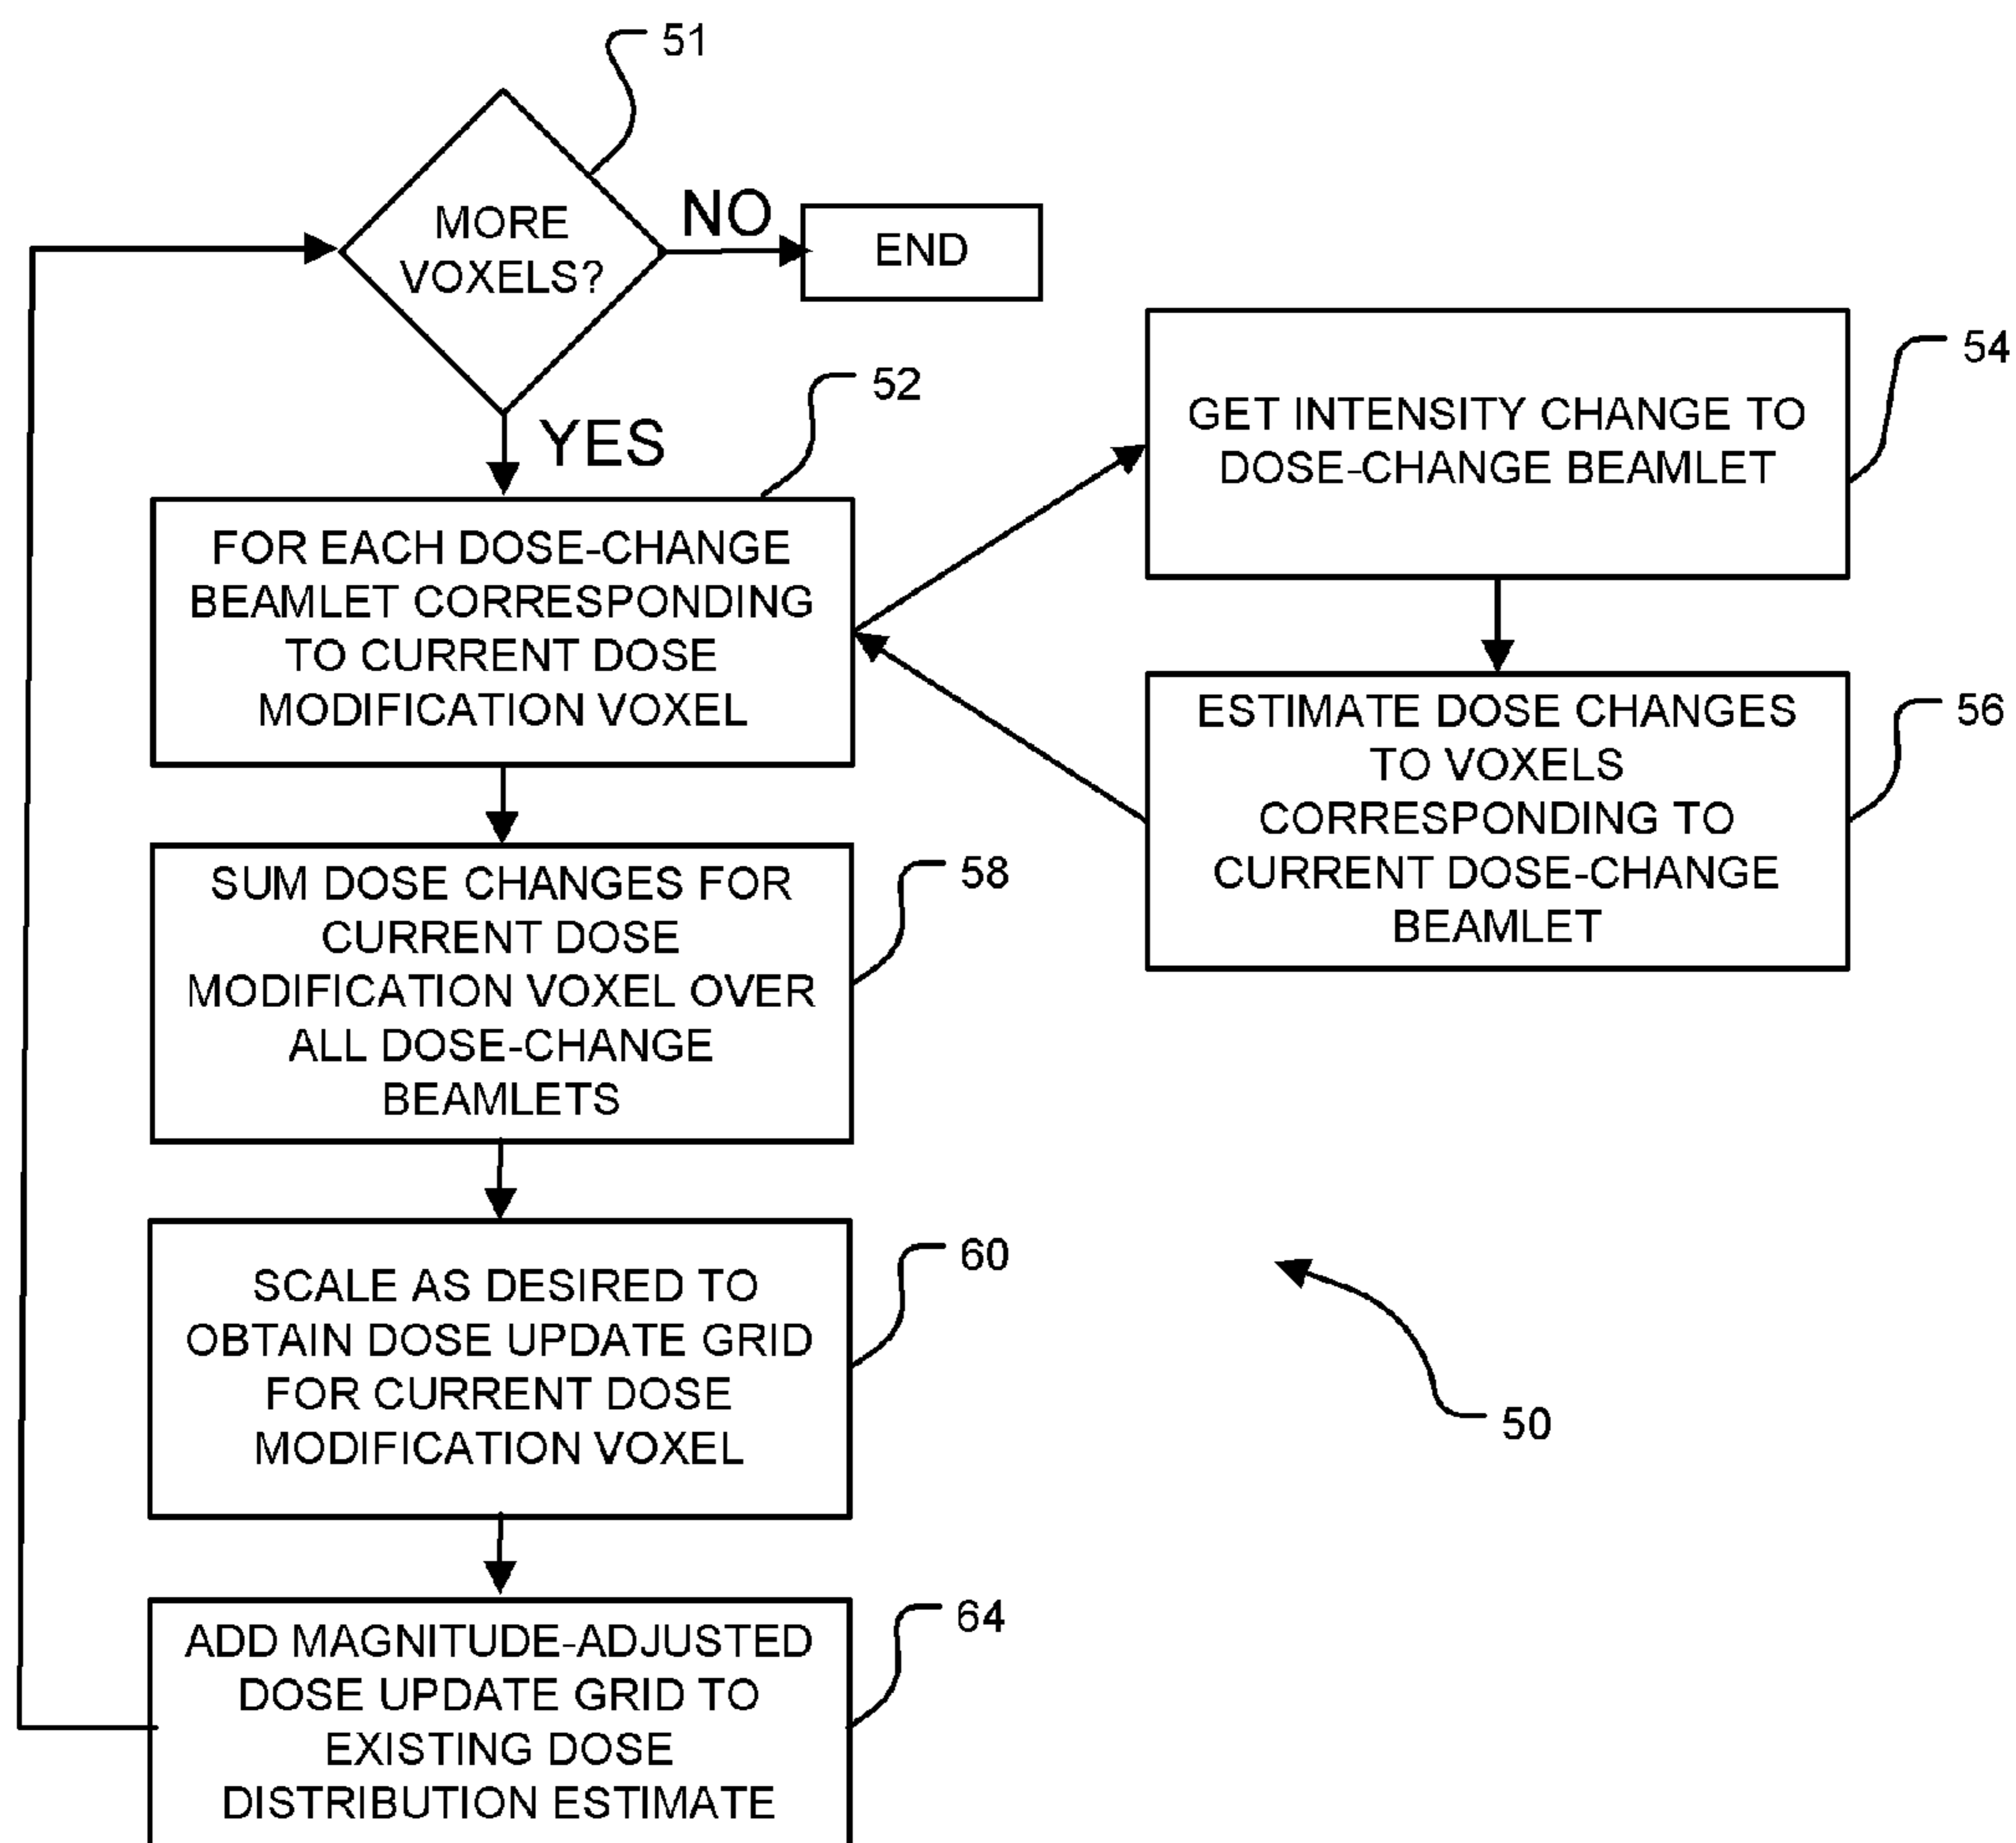 51
MORE
VOXELS?
NO
END
YES
52
FOR EACH DOSE-CHANGE
BEAMLET CORRESPONDING
TO CURRENT DOSE
MODIFICATION VOXEL
54
GET INTENSITY CHANGE TO
DOSE-CHANGE BEAMLET
56
ESTIMATE DOSE CHANGES
TO VOXELS
CORRESPONDING TO
CURRENT DOSE-CHANGE
BEAMLET
58
SUM DOSE CHANGES FOR
CURRENT DOSE
MODIFICATION VOXEL OVER
ALL DOSE-CHANGE
BEAMLETS
60
SCALE AS DESIRED TO
OBTAIN DOSE UPDATE GRID
FOR CURRENT DOSE
MODIFICATION VOXEL
50
64
ADD MAGNITUDE-ADJUSTED
DOSE UPDATE GRID TO
EXISTING DOSE
DISTRIBUTION ESTIMATE